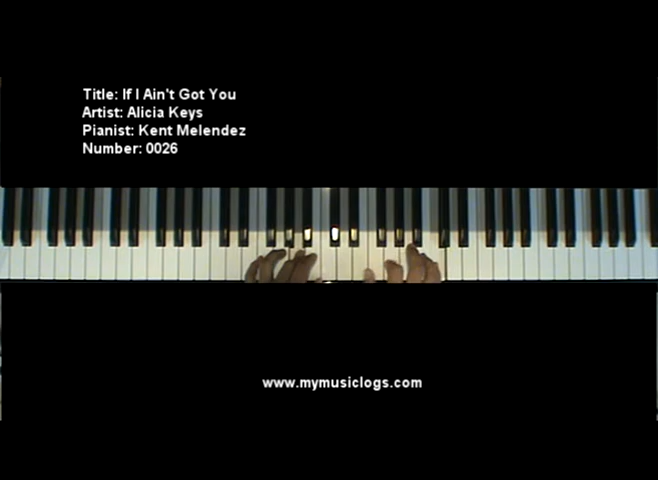 Title: If I Ain't Got You
Artist: Alicia Keys
Pianist: Kent Melendez
Number: 0026
www.mymusiclogs.com